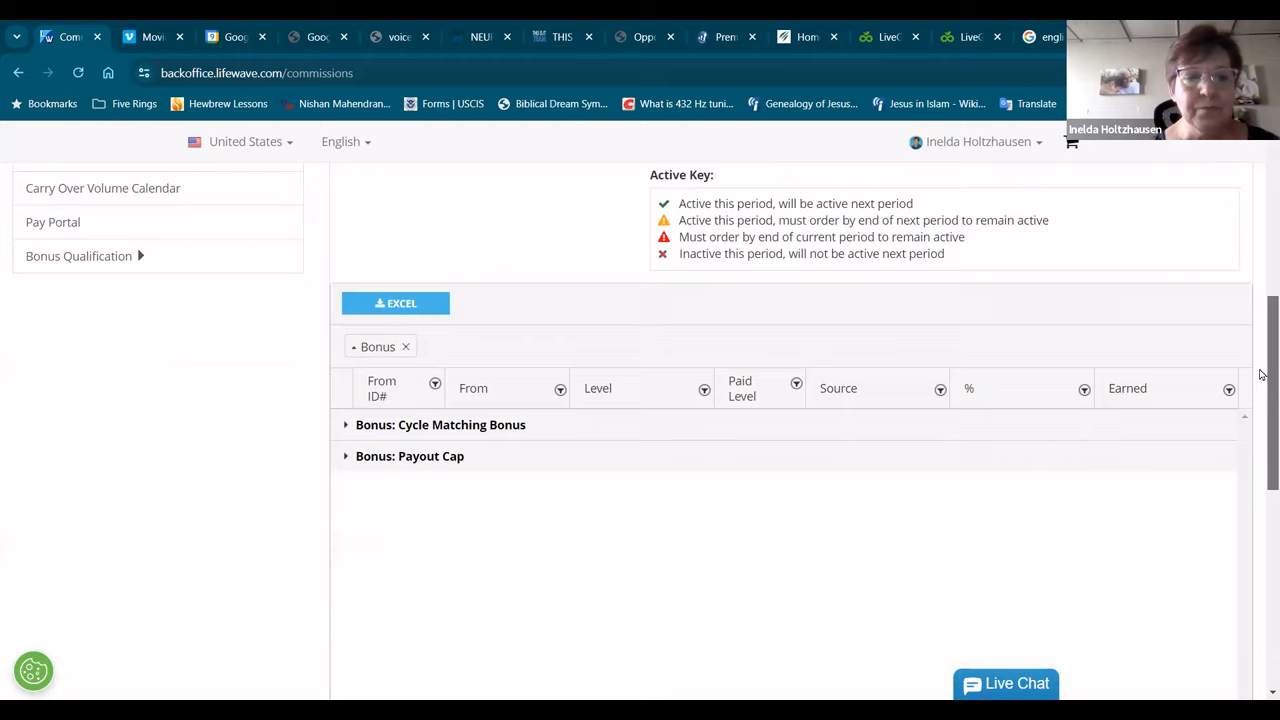 Com
Movi
Goog
Goog
voice
NEU
THIS
Opp
Prem
Hom
LiveC
LiveC
engli
backoffice.lifewave.com/commissions
Bookmarks
Five Rings
Hewbrew Lessons
Nishan Mahendran...
Forms | USCIS
Biblical Dream Sym...
What is 432 Hz tuni...
Genealogy of Jesus...
Jesus in Islam - Wiki...
Translate
Inelda Holtzhausen
United States
English
Inelda Holtzhausen
Carry Over Volume Calendar
Pay Portal
Bonus Qualification
Active Key:
Active this period, will be active next period
Active this period, must order by end of next period to remain active
Must order by end of current period to remain active
Inactive this period, will not be active next period
EXCEL
Bonus
From ID#
From
Level
Paid Level
Source
%
Earned
Bonus: Cycle Matching Bonus
Bonus: Payout Cap
Live Chat